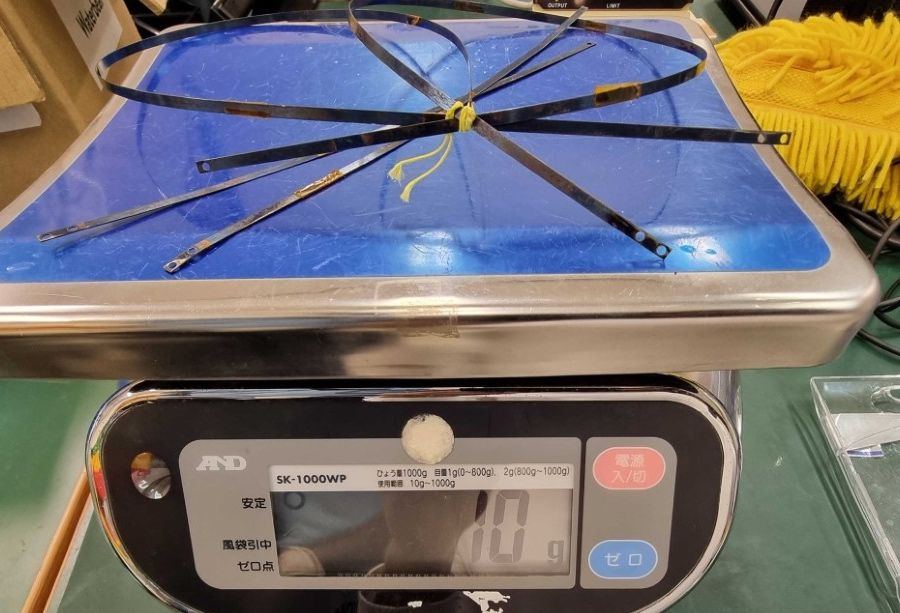 OUTPUT
LIMIT
AND
SK-1000WP
ひょう量1000g 目量1g(0~800g)、 2g(800g~1000g)
使用範囲 10g~1000g
安定
風袋引中
ゼロ点
10 g
電源
入/切
ゼロ